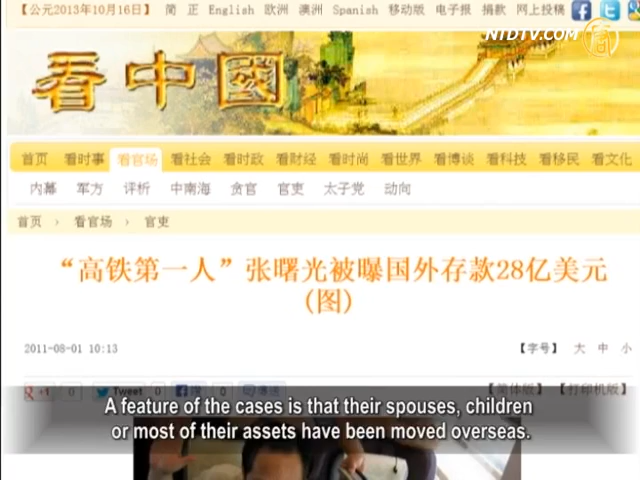 【公元2013年10月16日】 简 正 English 欧洲 澳洲 Spanish 移动版 电子报 捐款 网上投稿
NTDTV.COM
看中國
首页 看时事 看官场 看社会 看时政 看财经 看时尚 看世界 看博谈 看科技 看移民 看文化
内幕 军方 评析 中南海 贪官 官吏 太子党 动向
首页 › 看官场 › 官吏
“高铁第一人”张曙光被曝国外存款28亿美元
(图)
2011-08-01 10:13 【字号】 大 中 小
+1 0 Tweet 0 0 【简体版】 【打印机版】
A feature of the cases is that their spouses, children
or most of their assets have been moved overseas.